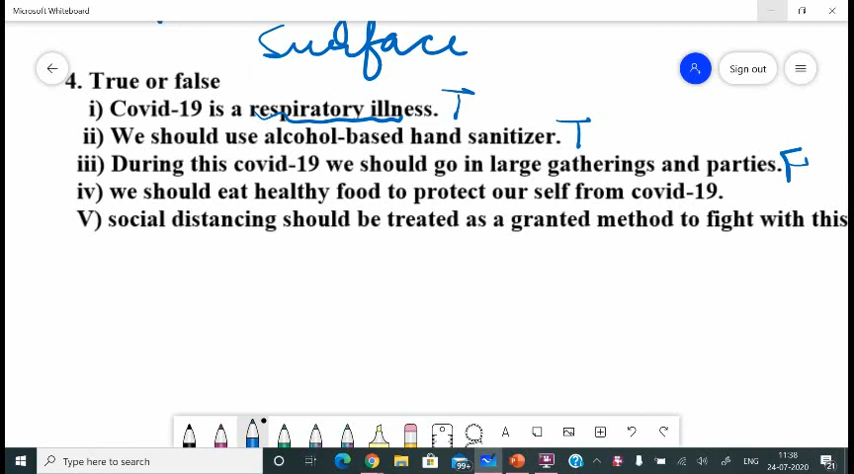 Microsoft Whiteboard
surface
Sign out
4. True or false
i) Covid-19 is a respiratory illness. T
ii) We should use alcohol-based hand sanitizer. T
iii) During this covid-19 we should go in large gatherings and parties. F
iv) we should eat healthy food to protect our self from covid-19.
V) social distancing should be treated as a granted method to fight with this
A
Type here to search
99+
ENG
11:38
24-07-2020
21